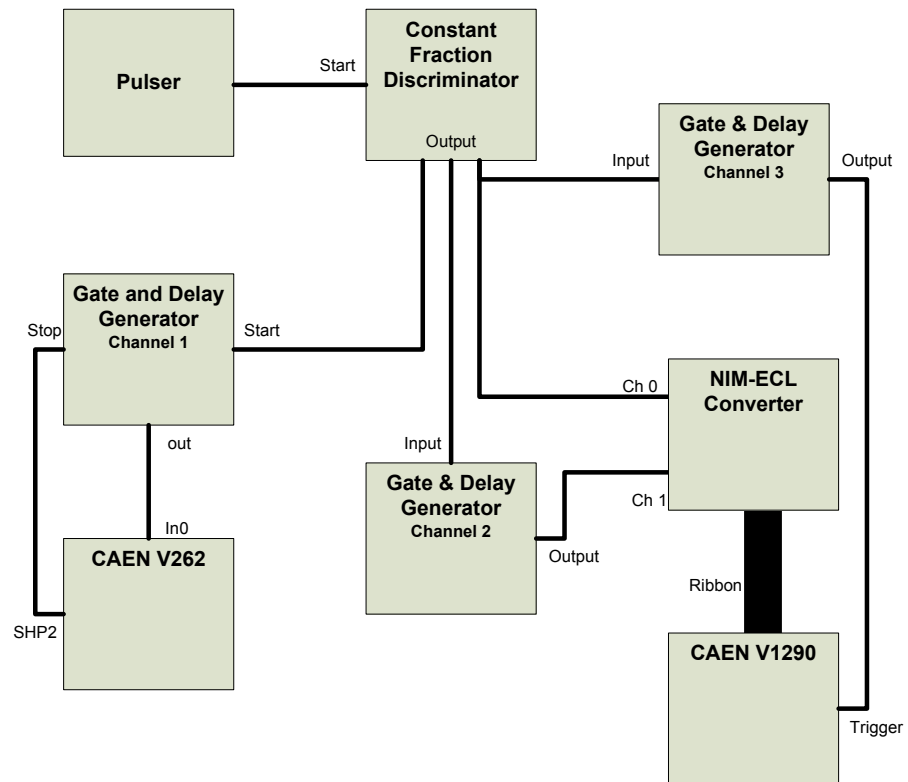 Constant
Fraction
Discriminator
Pulser
Start
Output
Gate & Delay
Generator
Channel 3
Input
Output
Gate and Delay
Generator
Channel 1
Stop
Start
out
In0
CAEN V262
SHP2
Input
Gate & Delay
Generator
Channel 2
Output
NIM-ECL
Converter
Ch 0
Ch 1
Ribbon
CAEN V1290
Trigger